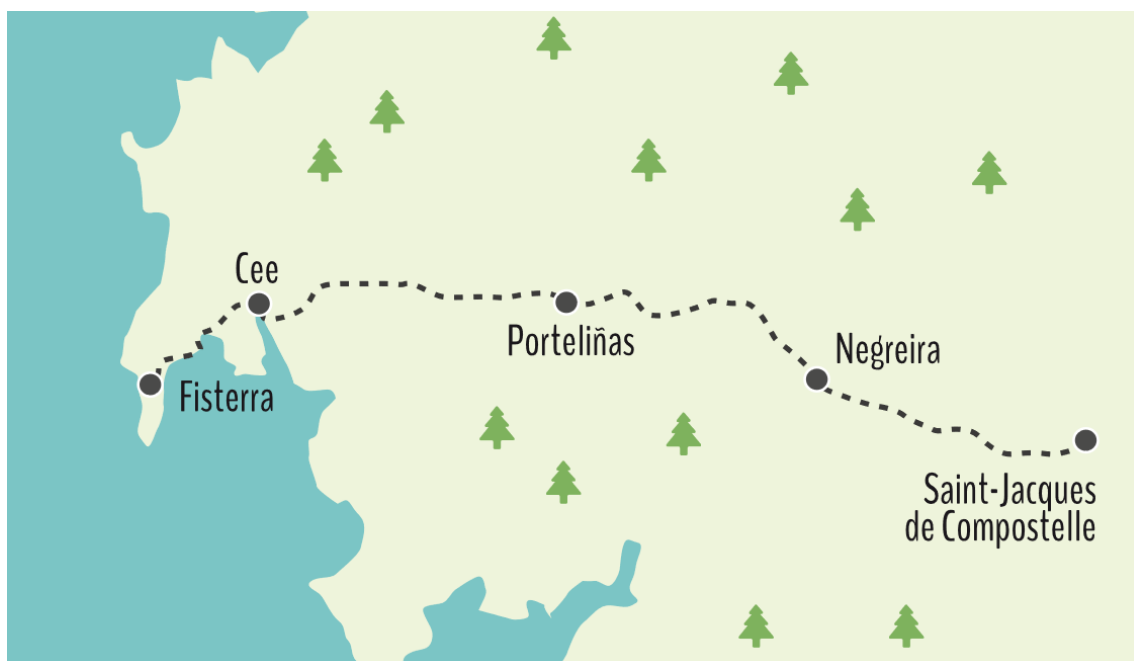 Cee
Porteliñas
Negreira
Fisterra
Saint-Jacques
de Compostelle